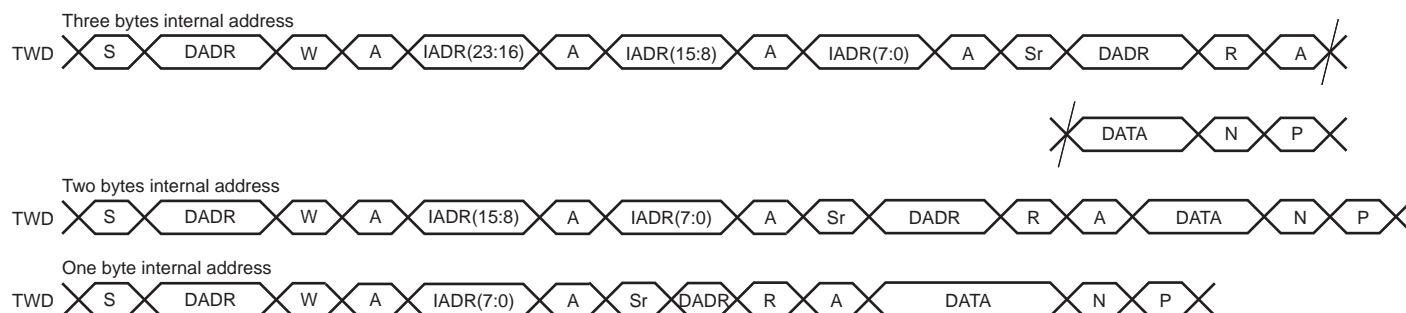 Three bytes internal address
TWD S DADR W A IADR(23:16) A IADR(15:8) A IADR(7:0) A Sr DADR R A
DATA N P
Two bytes internal address
TWD S DADR W A IADR(15:8) A IADR(7:0) A Sr DADR R A DATA N P
One byte internal address
TWD S DADR W A IADR(7:0) A Sr DADR R A DATA N P